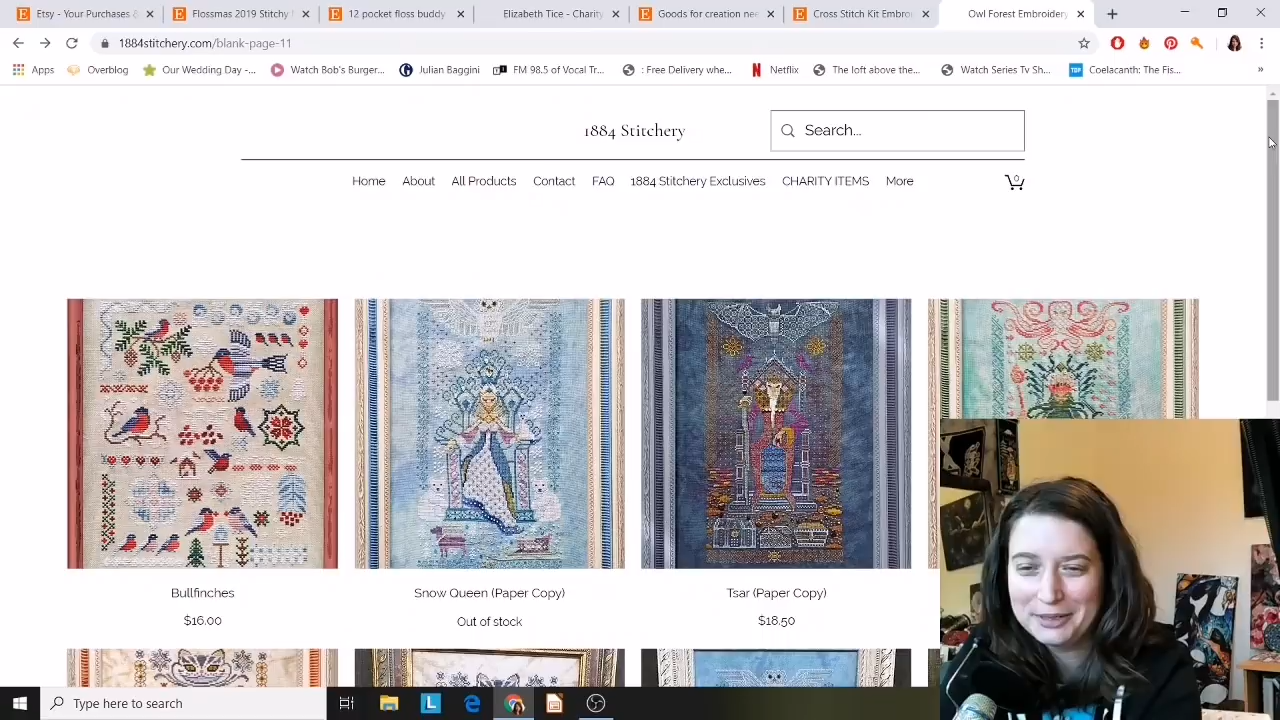 Etsy - Your Purchases &
Flossmas 2019 Stitchy
12 pocket floss buddy
Elizabeth Tice - Charity
Goods for creation nee
Cross Stitch Kit Embroi
Owl Forest Embroidery
1884stitchery.com/blank-page-11
Apps
Overblog
Our Wedding Day -...
Watch Bob's Burger...
Julian Baggini
FM 98.5 of Vocal Tr...
: Free Delivery whe...
Netflix
The loft above the...
Watch Series Tv Sh...
TOP
Coelacanth: The Fis...
1884 Stitchery
Search...
Home About All Products Contact FAQ 1884 Stitchery Exclusives CHARITY ITEMS More
0
Bullfinches
$16.00
Snow Queen (Paper Copy)
Out of stock
Tsar (Paper Copy)
$18.50
Type here to search